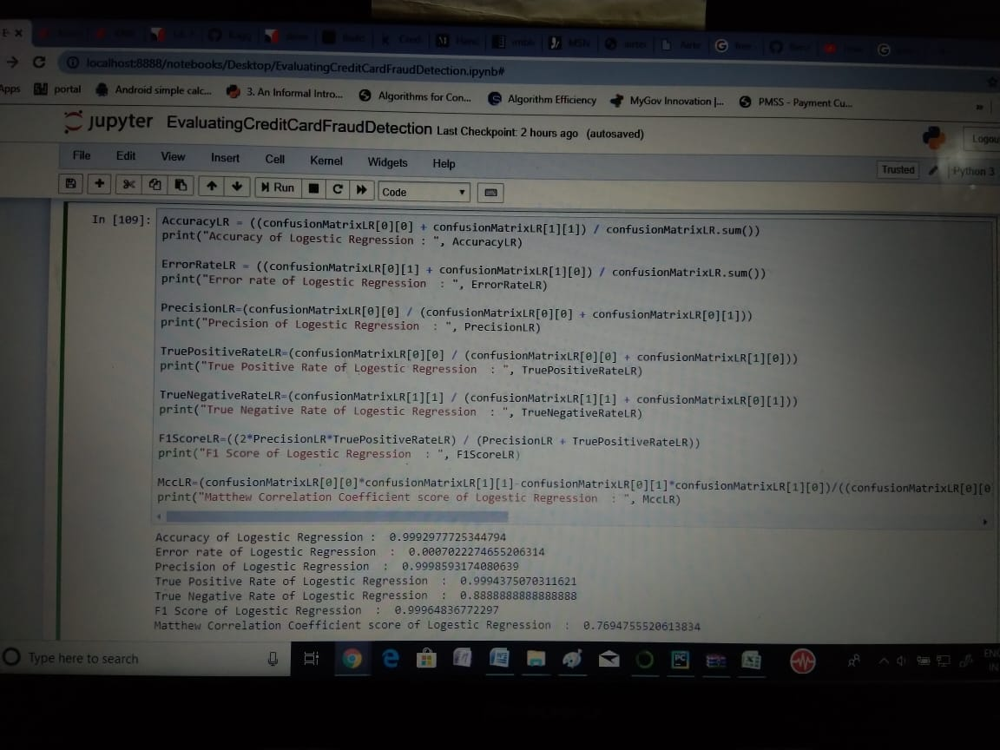 localhost:8888/notebooks/Desktop/EvaluatingCreditCardFraudDetection.ipynb#
Apps portal Android simple calc... 3. An Informal Intro... Algorithms for Con... Algorithm Efficiency MyGov Innovation |... PMSS - Payment Cu... »
jupyter EvaluatingCreditCardFraudDetection Last Checkpoint: 2 hours ago (autosaved)
Logou
File Edit View Insert Cell Kernel Widgets Help
Trusted Python 3
Run Code
In [109]: AccuracyLR = ((confusionMatrixLR[0][0] + confusionMatrixLR[1][1]) / confusionMatrixLR.sum())
print("Accuracy of Logestic Regression : ", AccuracyLR)
ErrorRateLR = ((confusionMatrixLR[0][1] + confusionMatrixLR[1][0]) / confusionMatrixLR.sum())
print("Error rate of Logestic Regression : ", ErrorRateLR)
PrecisionLR=(confusionMatrixLR[0][0] / (confusionMatrixLR[0][0] + confusionMatrixLR[0][1]))
print("Precision of Logestic Regression : ", PrecisionLR)
TruePositiveRateLR=(confusionMatrixLR[0][0] / (confusionMatrixLR[0][0] + confusionMatrixLR[1][0]))
print("True Positive Rate of Logestic Regression : ", TruePositiveRateLR)
TrueNegativeRateLR=(confusionMatrixLR[1][1] / (confusionMatrixLR[1][1] + confusionMatrixLR[0][1]))
print("True Negative Rate of Logestic Regression : ", TrueNegativeRateLR)
F1ScoreLR=((2*PrecisionLR*TruePositiveRateLR) / (PrecisionLR + TruePositiveRateLR))
print("F1 Score of Logestic Regression : ", F1ScoreLR)
MccLR=(confusionMatrixLR[0][0]*confusionMatrixLR[1][1]-confusionMatrixLR[0][1]*confusionMatrixLR[1][0])/((confusionMatrixLR[0][0
print("Matthew Correlation Coefficient score of Logestic Regression : ", MccLR)
Accuracy of Logestic Regression : 0.9992977725344794
Error rate of Logestic Regression : 0.0007022274655206314
Precision of Logestic Regression : 0.9998593174080639
True Positive Rate of Logestic Regression : 0.9994375070311621
True Negative Rate of Logestic Regression : 0.8888888888888888
F1 Score of Logestic Regression : 0.99964836772297
Matthew Correlation Coefficient score of Logestic Regression : 0.7694755520613834
Type here to search
ENG
IN